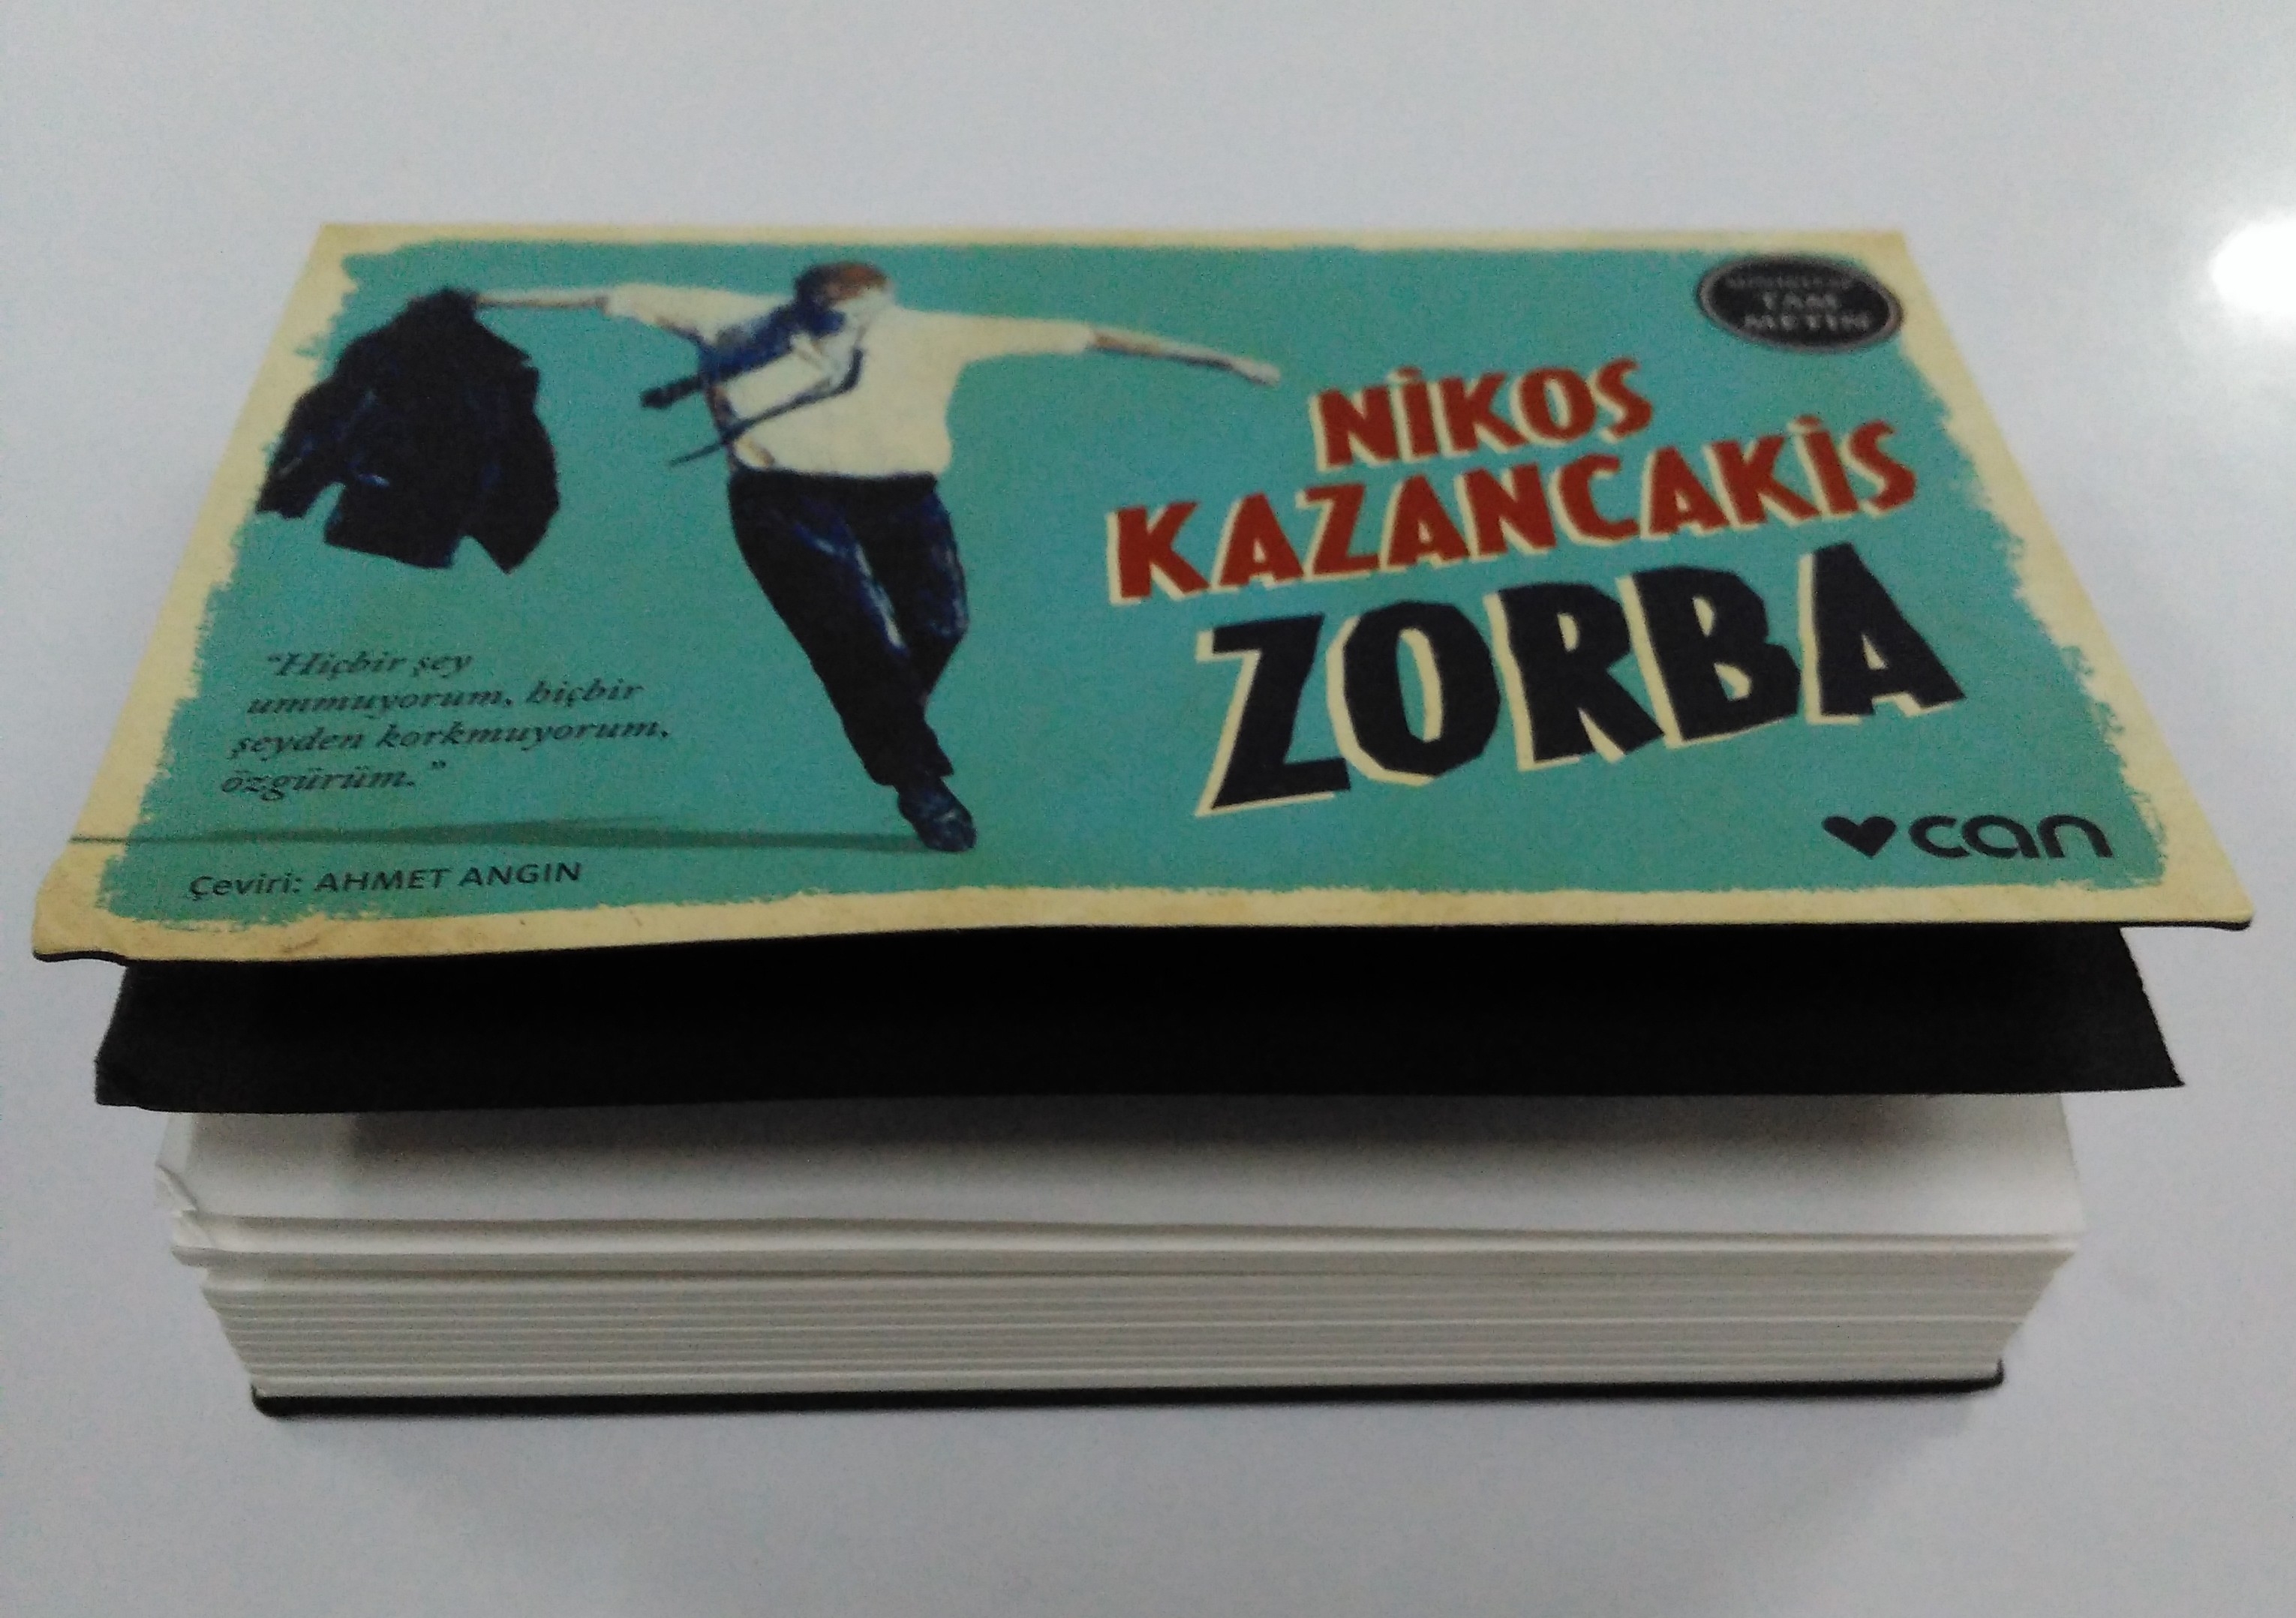 TAM
METİN
NİKOS
KAZANCAKİS
ZORBA
"Hiçbir şey
ummuyorum, hiçbir
şeyden korkmuyorum,
özgürüm."
Çeviri: AHMET ANGIN
can